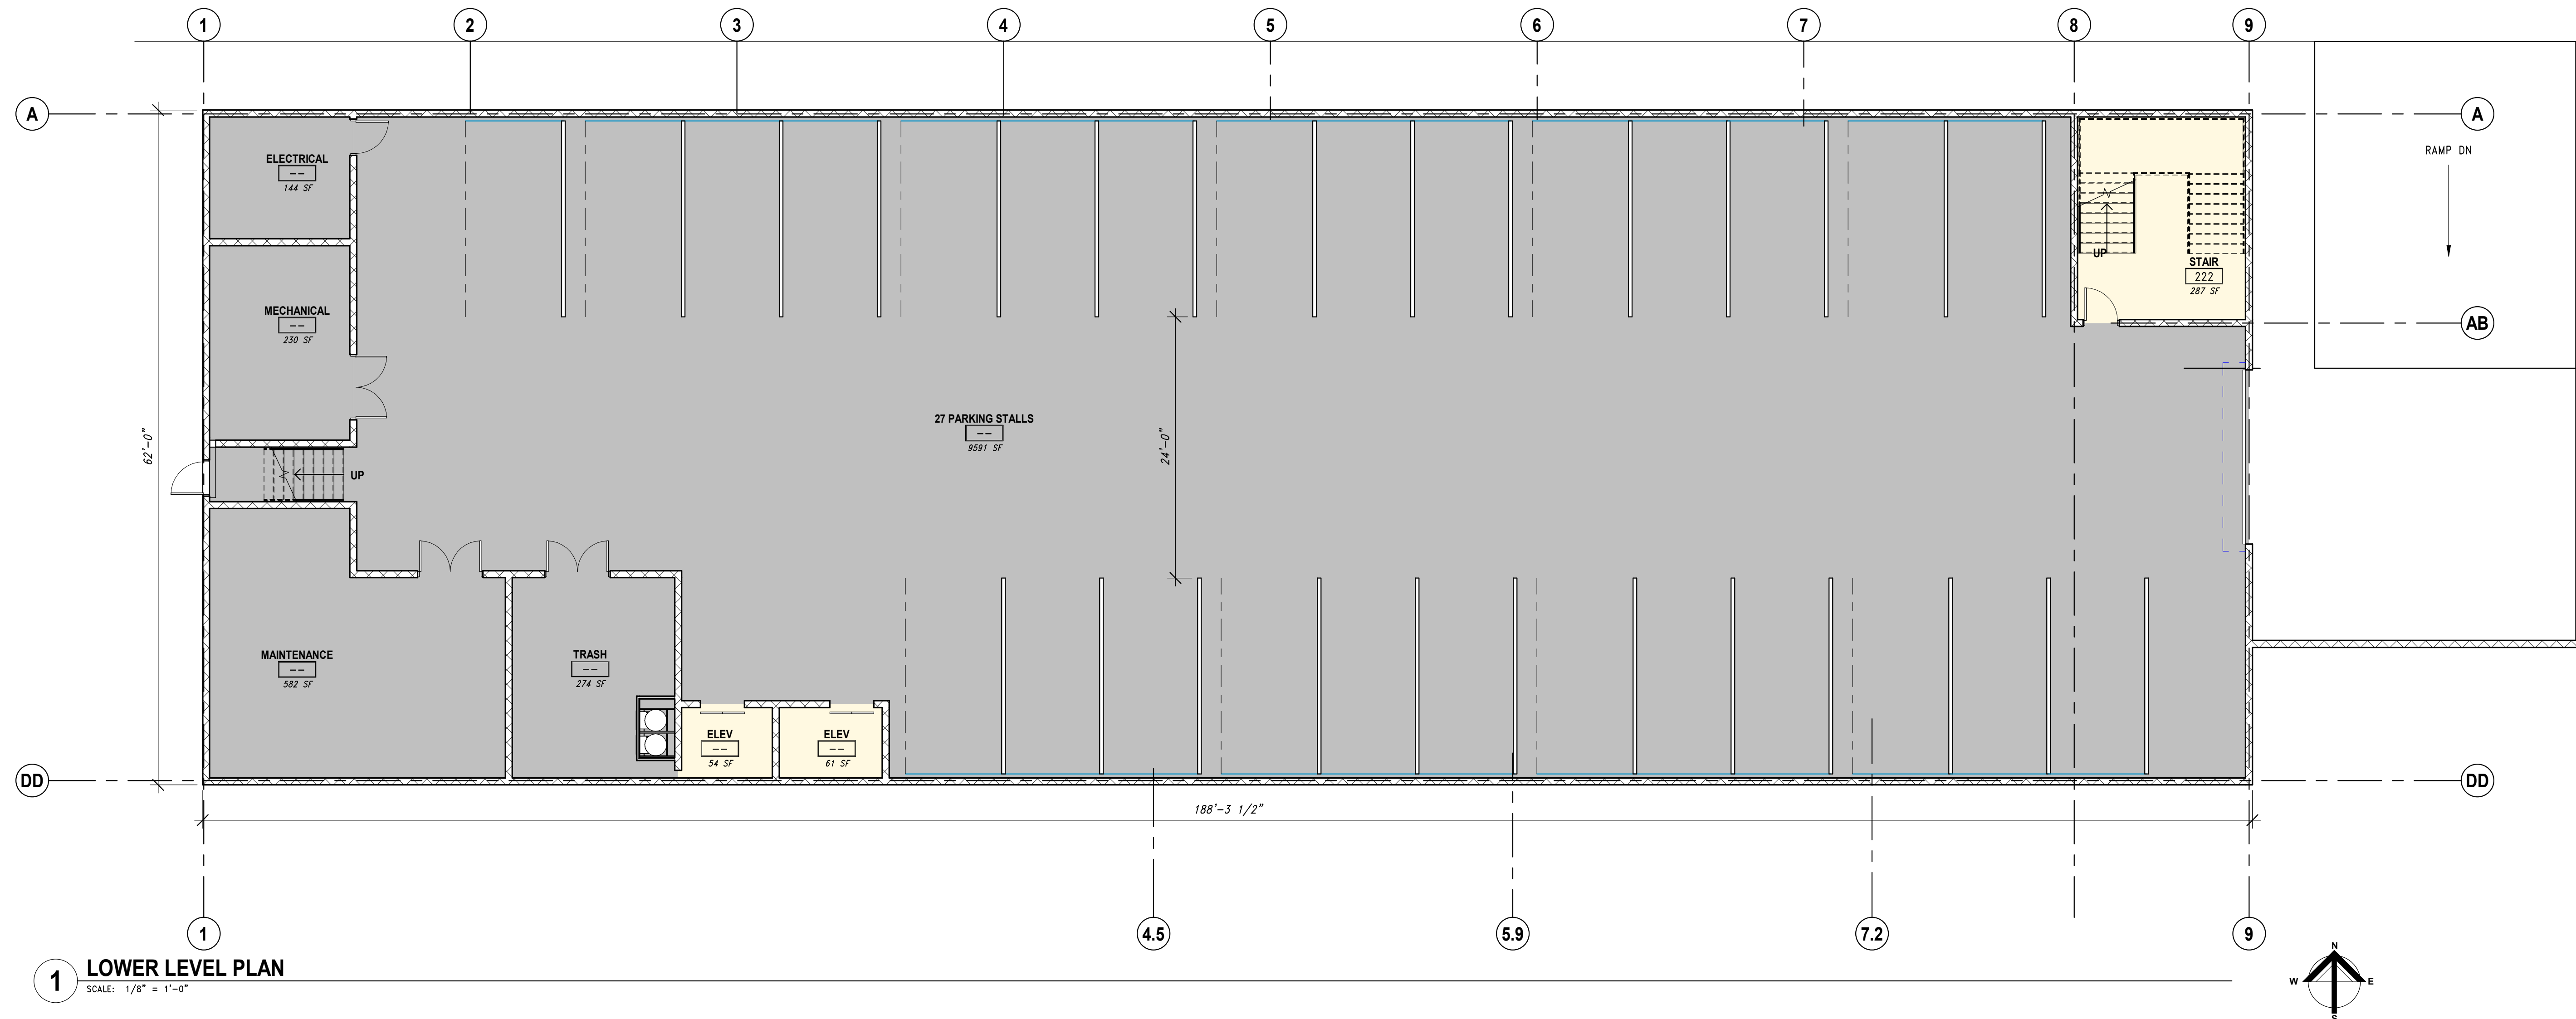 1
2
3
4
5
6
7
8
9
A
A
RAMP DN
ELECTRICAL
--
144 SF
UP
STAIR
222
287 SF
MECHANICAL
--
230 SF
AB
27 PARKING STALLS
--
9591 SF
62'-0"
24'-0"
UP
MAINTENANCE
--
582 SF
TRASH
--
274 SF
ELEV
--
54 SF
ELEV
--
61 SF
DD
DD
188'-3 1/2"
1
4.5
5.9
7.2
9
1
LOWER LEVEL PLAN
SCALE: 1/8" = 1'-0"
N
W
E
S